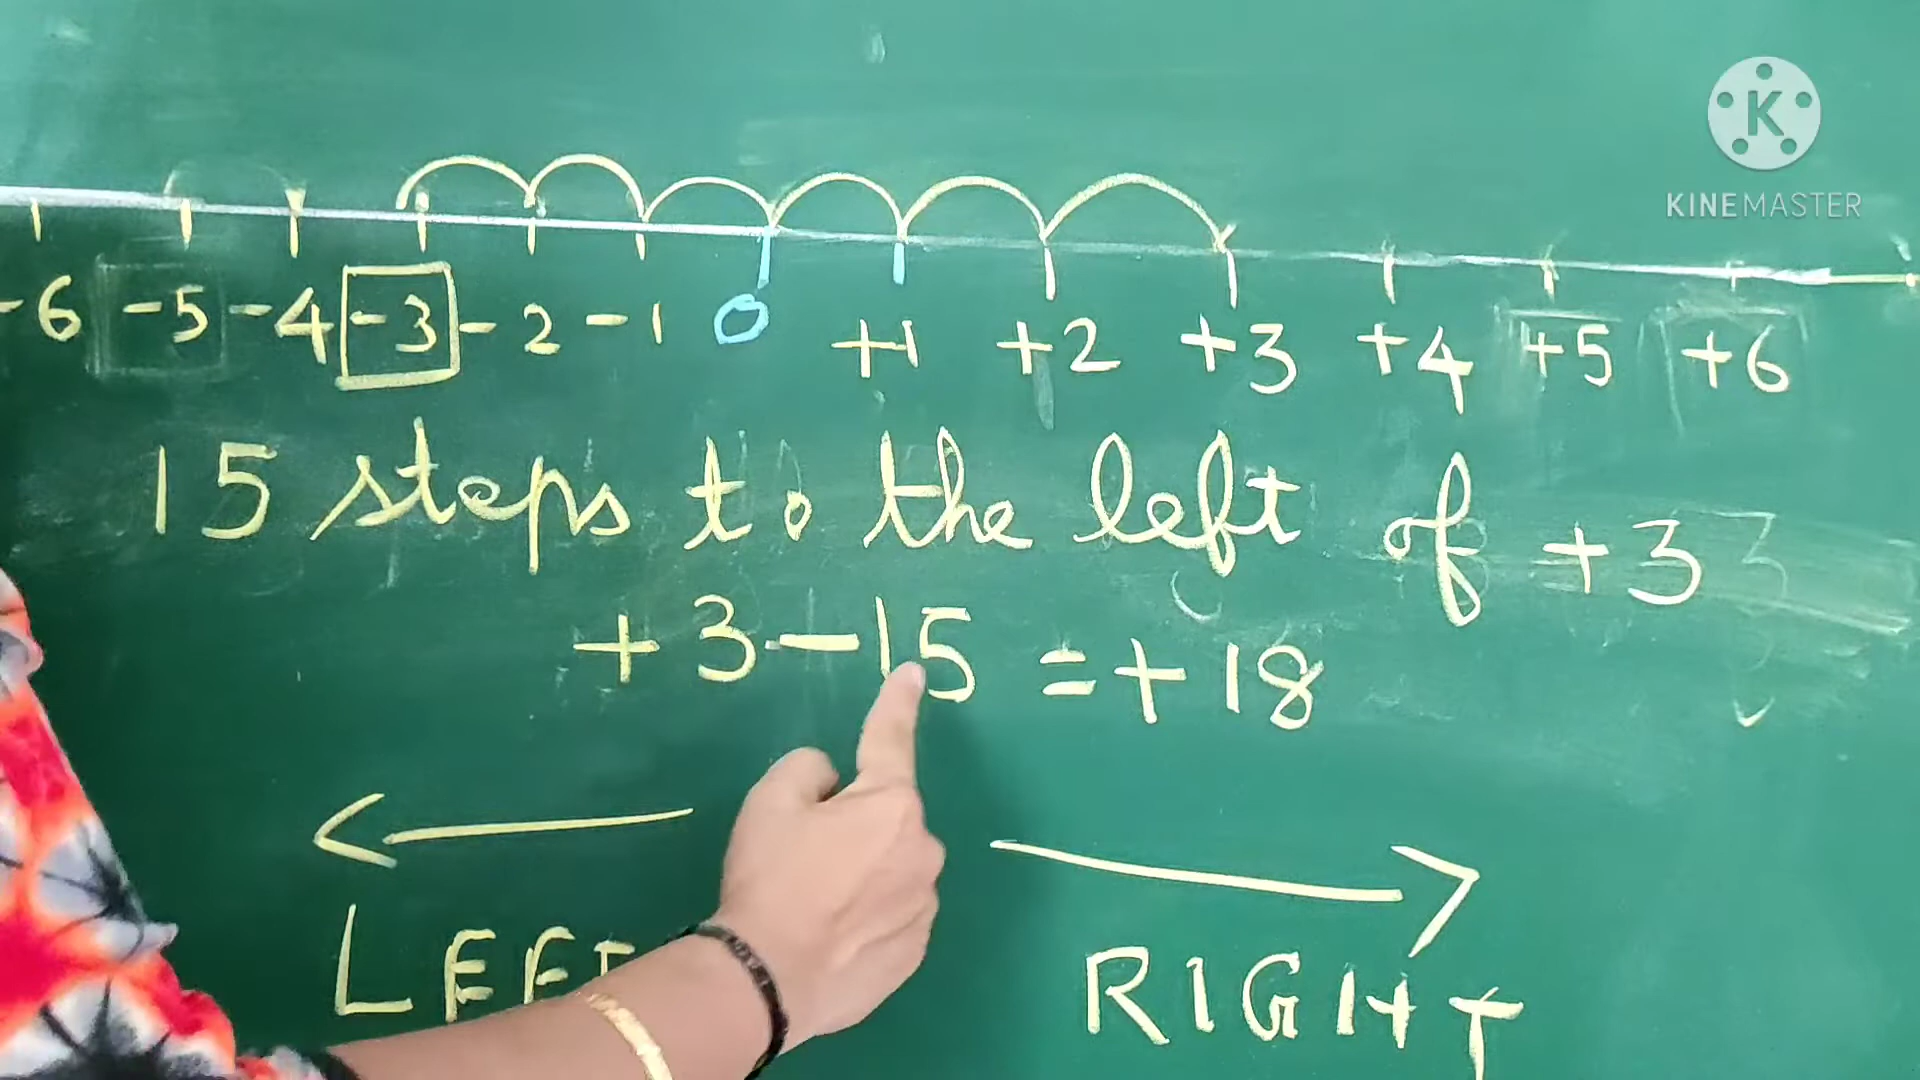 K
KINEMASTER
-6 -5 -4 -3 -2 -1 0 +1 +2 +3 +4 +5 +6
15 steps to the left of +3
+3-15 =+18
LEFT
RIGHT